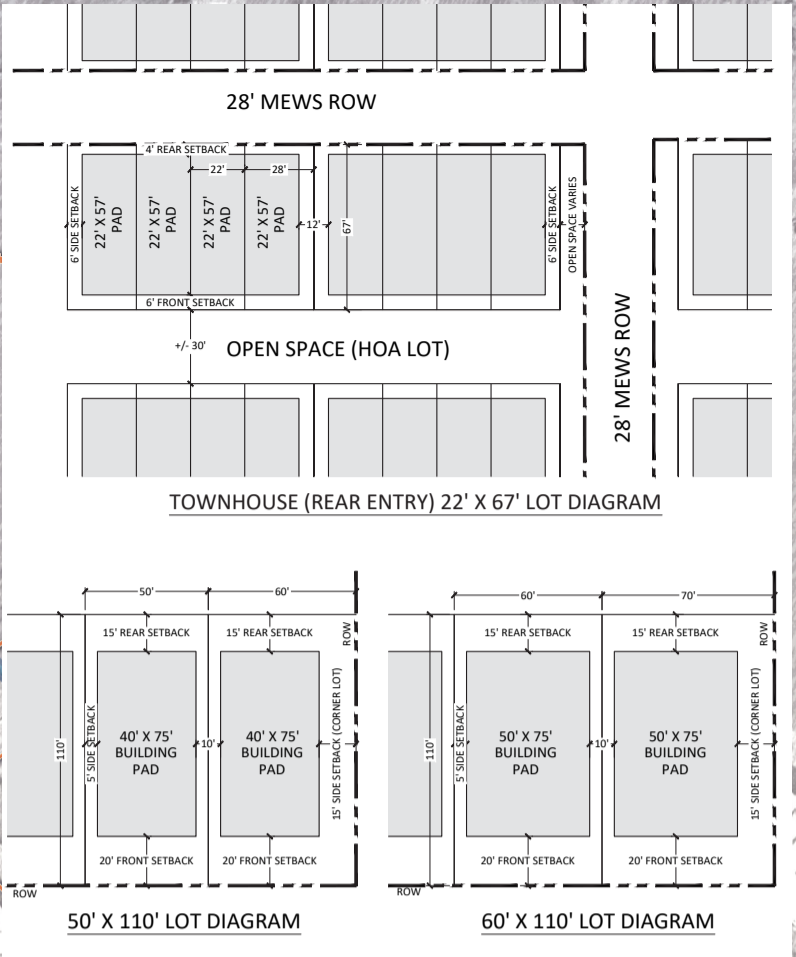 28' MEWS ROW
4' REAR SETBACK
22'
28'
6' SIDE SETBACK
22' X 57'
PAD
22' X 57'
PAD
22' X 57'
PAD
22' X 57'
PAD
12'
67'
6' SIDE SETBACK
OPEN SPACE VARIES
6' FRONT SETBACK
+/- 30'
OPEN SPACE (HOA LOT)
28' MEWS ROW
TOWNHOUSE (REAR ENTRY) 22' X 67' LOT DIAGRAM
50'
60'
15' REAR SETBACK
15' REAR SETBACK
ROW
110'
5' SIDE SETBACK
40' X 75'
BUILDING
PAD
10'
40' X 75'
BUILDING
PAD
15' SIDE SETBACK (CORNER LOT)
20' FRONT SETBACK
20' FRONT SETBACK
ROW
50' X 110' LOT DIAGRAM
60'
70'
15' REAR SETBACK
15' REAR SETBACK
ROW
110'
5' SIDE SETBACK
50' X 75'
BUILDING
PAD
10'
50' X 75'
BUILDING
PAD
15' SIDE SETBACK (CORNER LOT)
20' FRONT SETBACK
20' FRONT SETBACK
ROW
60' X 110' LOT DIAGRAM